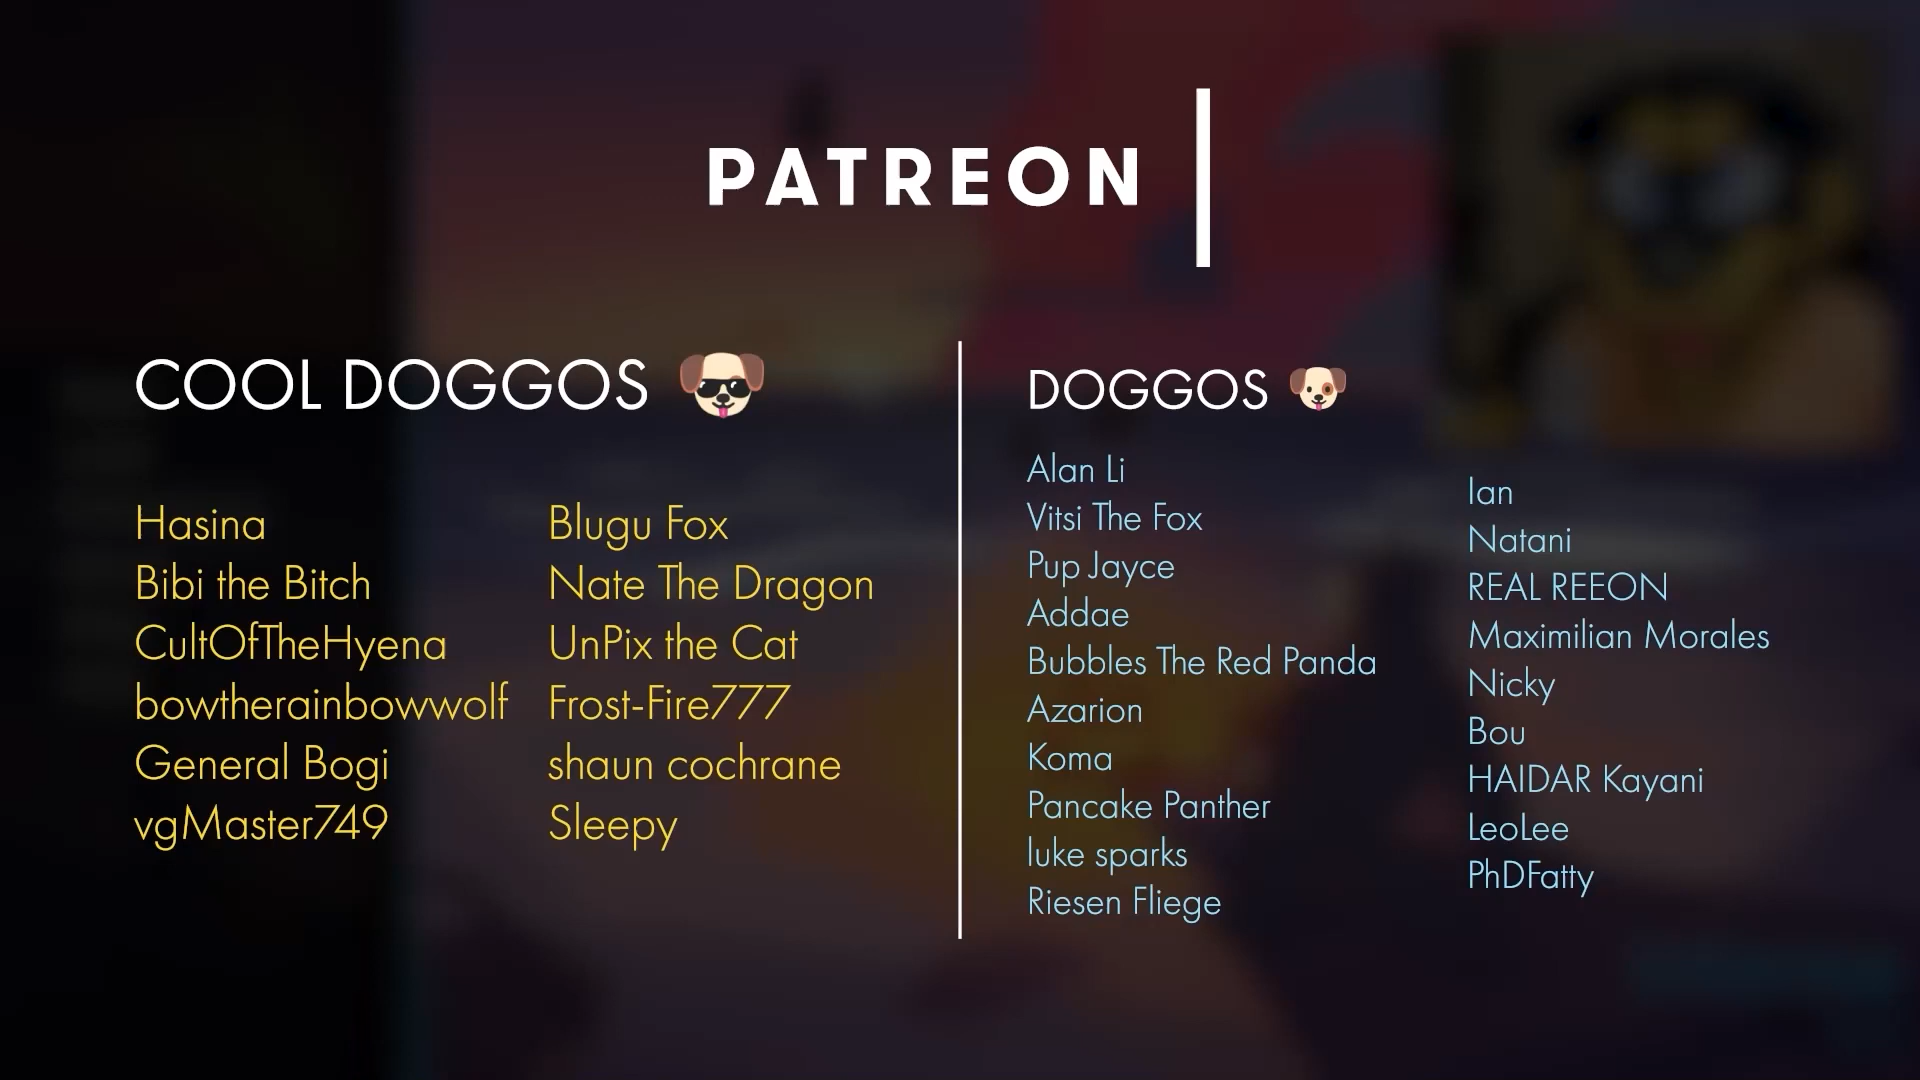 PATREON
COOL DOGGOS
Hasina
Bibi the Bitch
CultOfTheHyena
bowtherainbowwolf
General Bogi
vgMaster749
Blugu Fox
Nate The Dragon
UnPix the Cat
Frost-Fire777
shaun cochrane
Sleepy
DOGGOS
Alan Li
Vitsi The Fox
Pup Jayce
Addae
Bubbles The Red Panda
Azarion
Koma
Pancake Panther
luke sparks
Riesen Fliege
Ian
Natani
REAL REEON
Maximilian Morales
Nicky
Bou
HAIDAR Kayani
LeoLee
PhDFatty